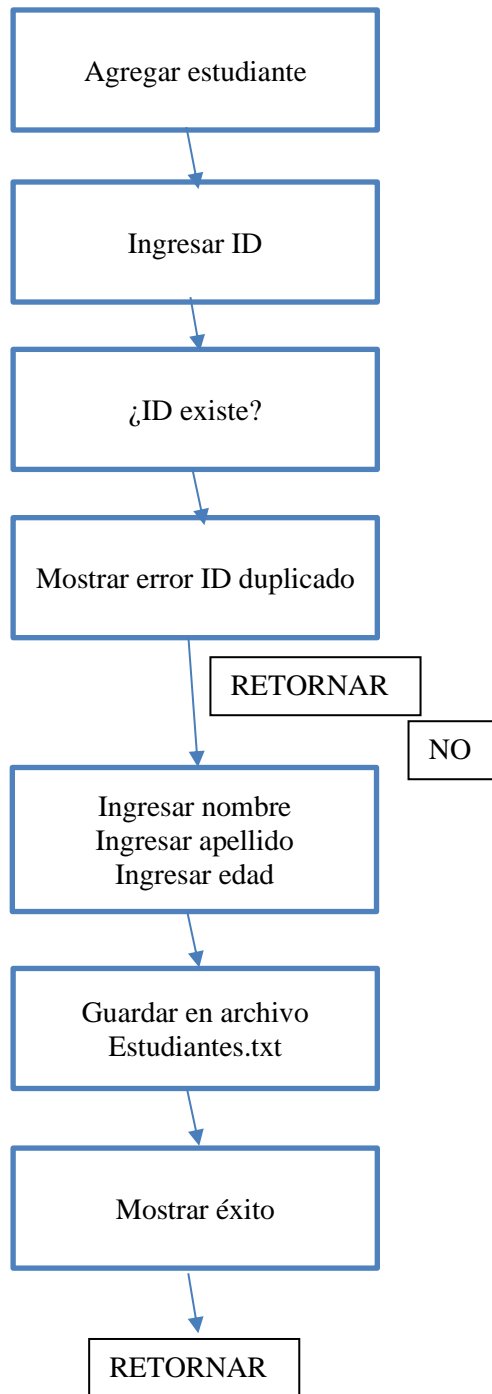 Agregar estudiante
Ingresar ID
¿ID existe?
Mostrar error ID duplicado
RETORNAR
NO
Ingresar nombre
Ingresar apellido
Ingresar edad
Guardar en archivo
Estudiantes.txt
Mostrar éxito
RETORNAR